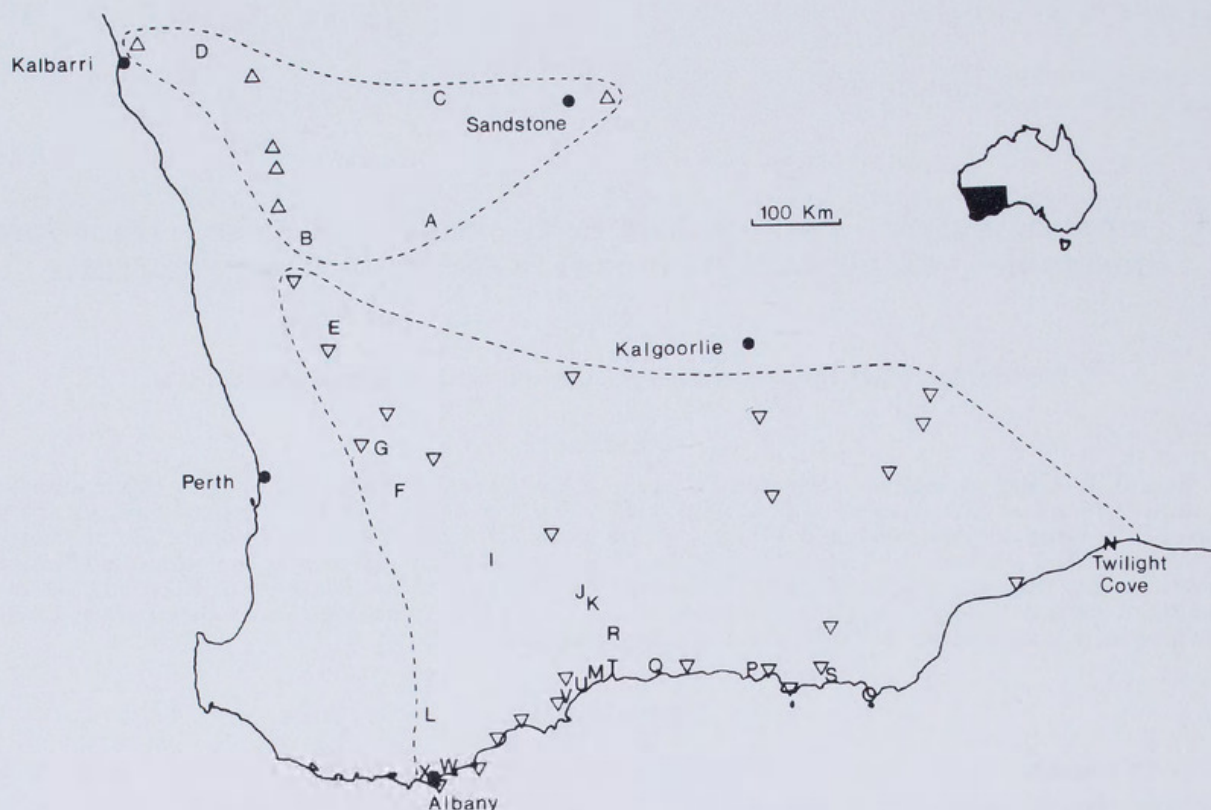 D
Kalbarri
C
Sandstone
100 Km
A
B
E
Kalgoorlie
G
Perth
F
N
I
Twilight
Cove
J
K
R
M T Q P S O
U
V
L
X W
Albany